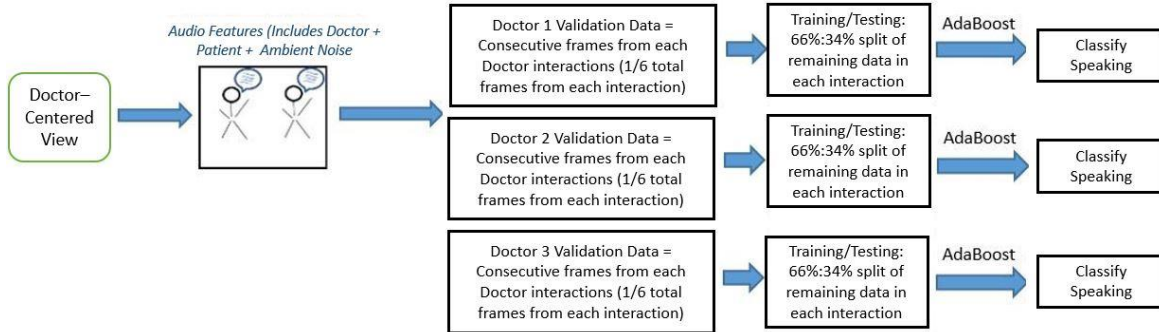 Doctor–
Centered
View
Audio Features (Includes Doctor +
Patient + Ambient Noise
Doctor 1 Validation Data =
Consecutive frames from each
Doctor interactions (1/6 total
frames from each interaction)
Training/Testing:
66%:34% split of
remaining data in
each interaction
AdaBoost
Classify
Speaking
Doctor 2 Validation Data =
Consecutive frames from each
Doctor interactions (1/6 total
frames from each interaction)
Training/Testing:
66%:34% split of
remaining data in
each interaction
AdaBoost
Classify
Speaking
Doctor 3 Validation Data =
Consecutive frames from each
Doctor interactions (1/6 total
frames from each interaction)
Training/Testing:
66%:34% split of
remaining data in
each interaction
AdaBoost
Classify
Speaking